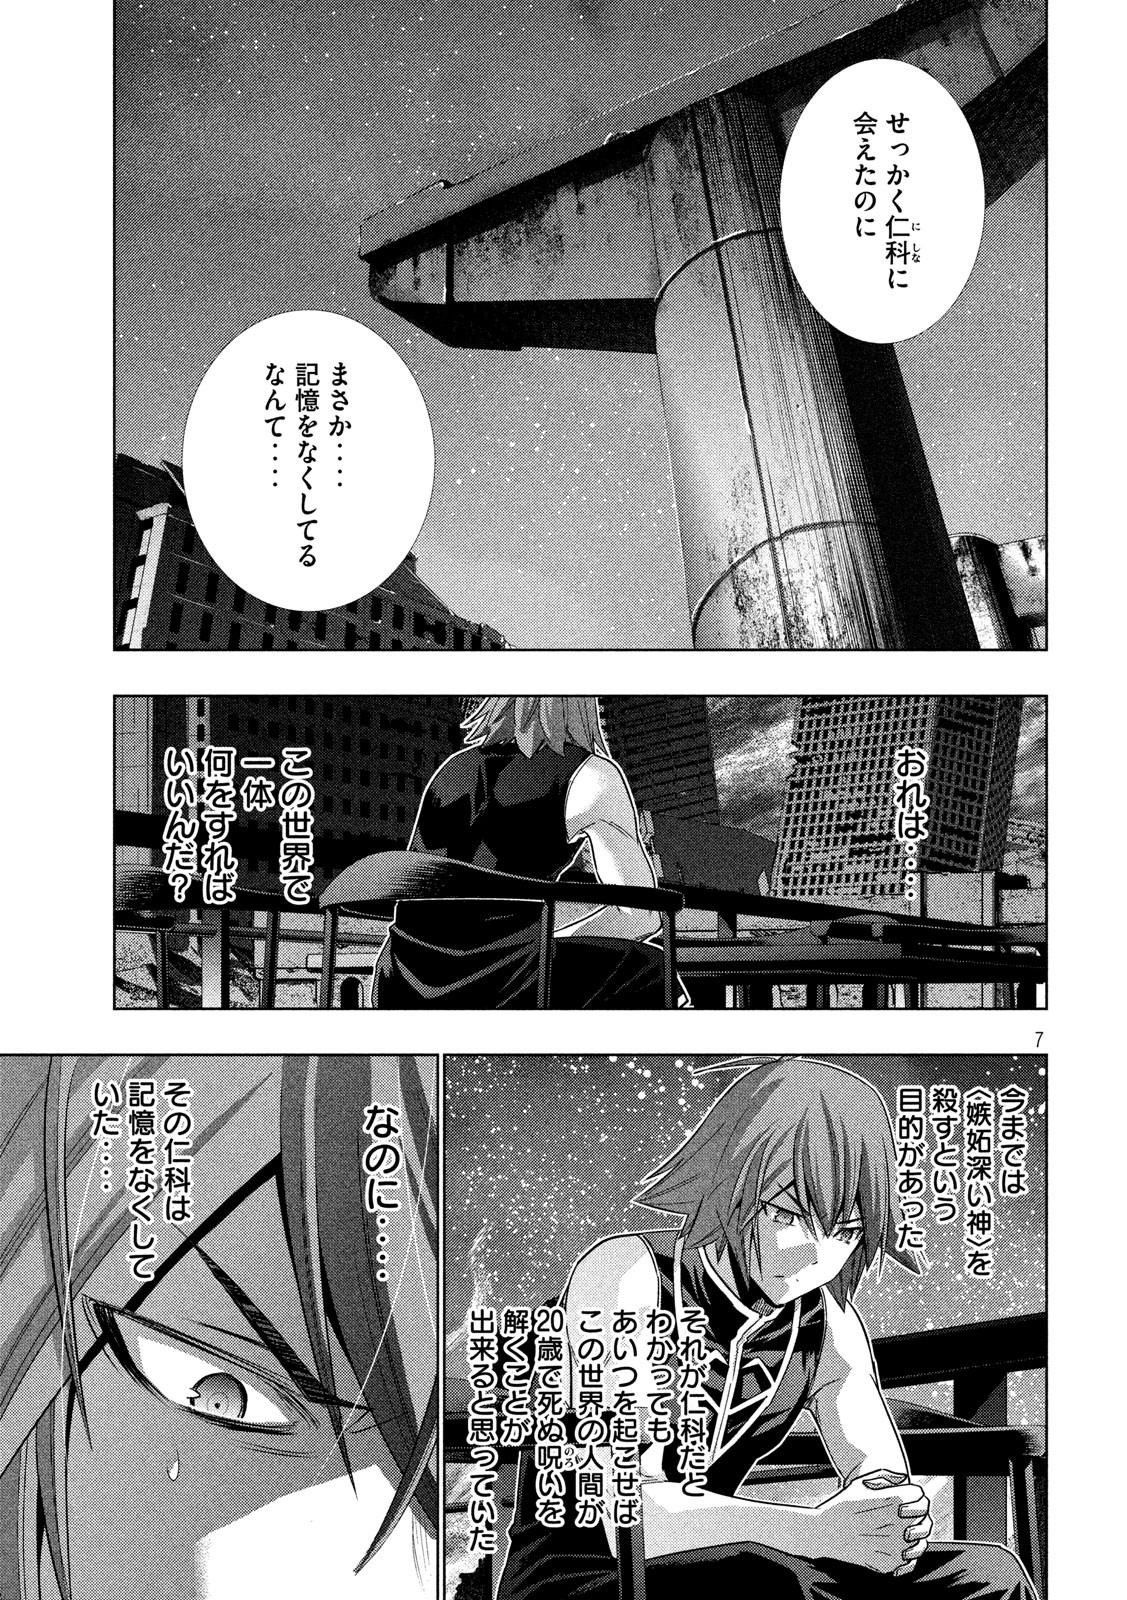 せっかく仁科に
会えたのに
にしな
まさか‥‥
記憶をなくしてる
なんて‥‥
おれは‥‥‥
この世界で
一体
何をすれば
いいんだ？
7
今までは
〈嫉妬深い神〉を
殺すという
目的があった
それが仁科だと
わかっても
あいつを起こせば
この世界の人間が
20歳で死ぬ呪いを
のろ
解くことが
出来ると思っていた
なのに‥‥
その仁科は
記憶をなくして
いた‥‥